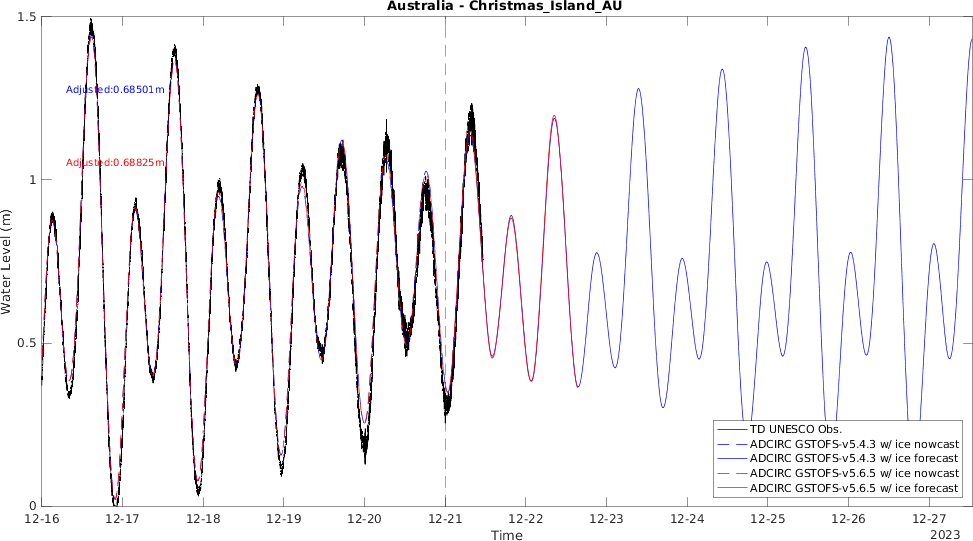 Australia - Christmas_Island_AU
1.5
Adjusted:0.68501m
Adjusted:0.68825m
1
Water Level (m)
0.5
0
TD UNESCO Obs.
ADCIRC GSTOFS-v5.4.3 w/ ice nowcast
ADCIRC GSTOFS-v5.4.3 w/ ice forecast
ADCIRC GSTOFS-v5.6.5 w/ ice nowcast
ADCIRC GSTOFS-v5.6.5 w/ ice forecast
12-16 12-17 12-18 12-19 12-20 12-21 12-22 12-23 12-24 12-25 12-26 12-27
Time
2023